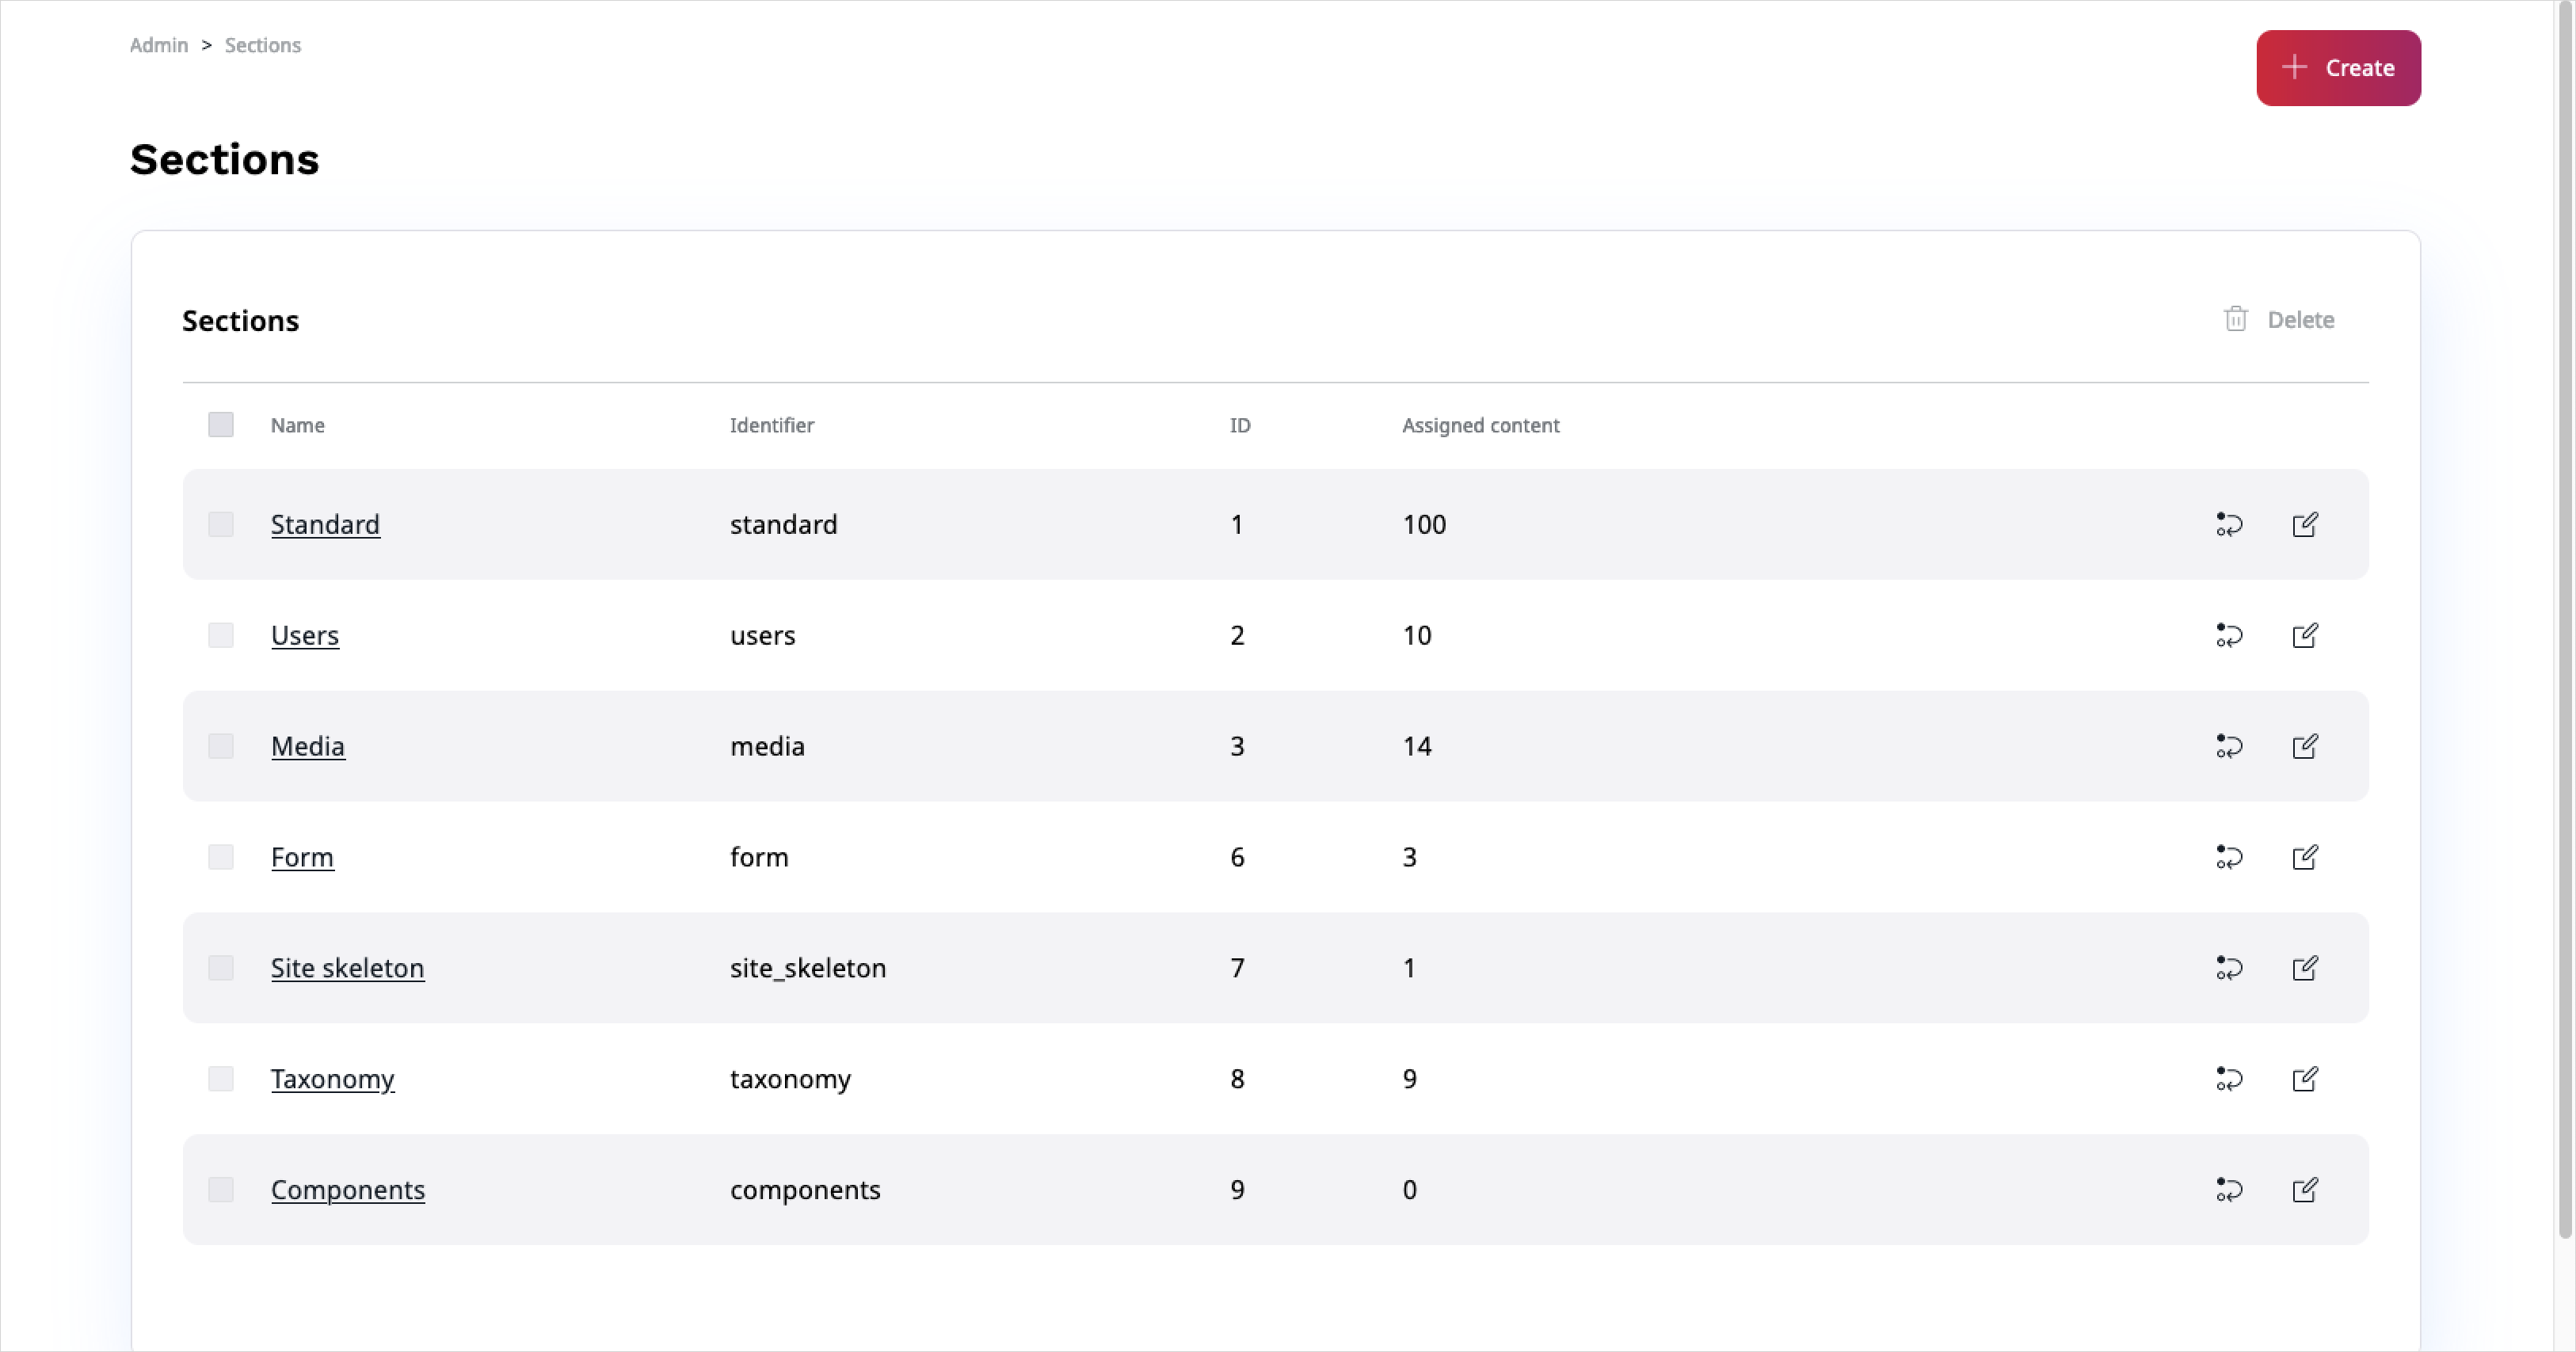 Admin > Sections
Create
Sections
Sections
Delete
Name Identifier ID Assigned content
Standard standard 1 100
Users users 2 10
Media media 3 14
Form form 6 3
Site skeleton site_skeleton 7 1
Taxonomy taxonomy 8 9
Components components 9 0